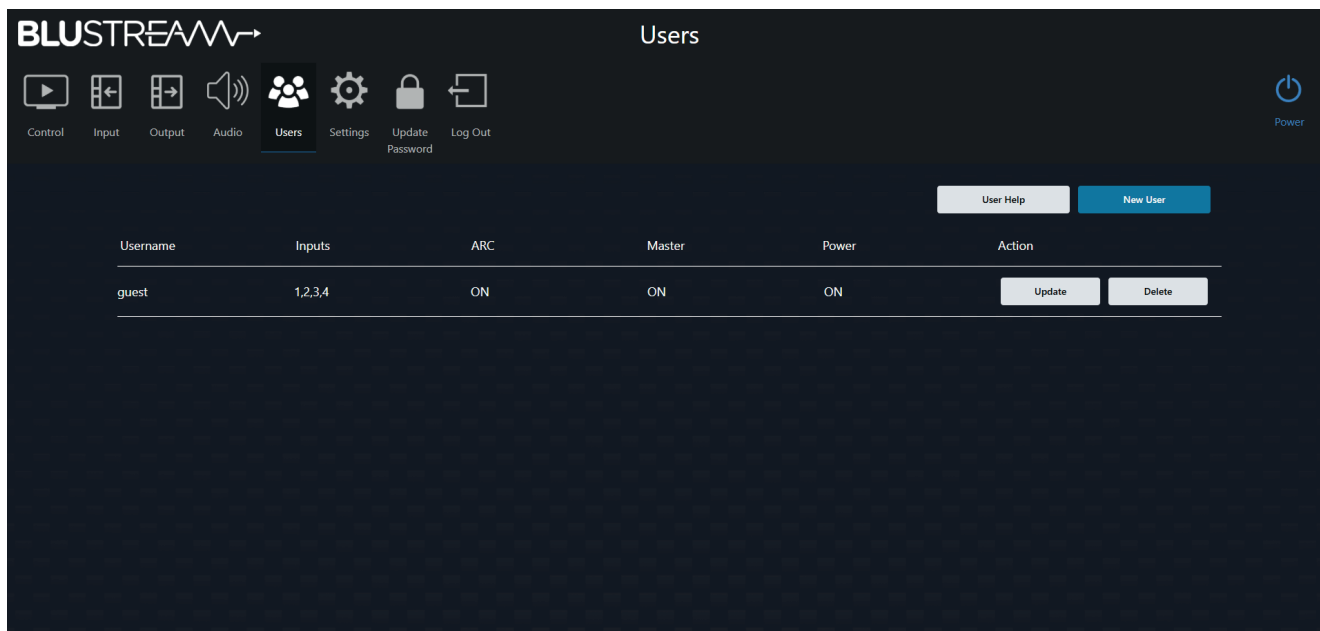 BLUSTREAM
Users
Control Input Output Audio Users Settings Update Password Log Out
Power
User Help New User
Username Inputs ARC Master Power Action
guest 1,2,3,4 ON ON ON Update Delete